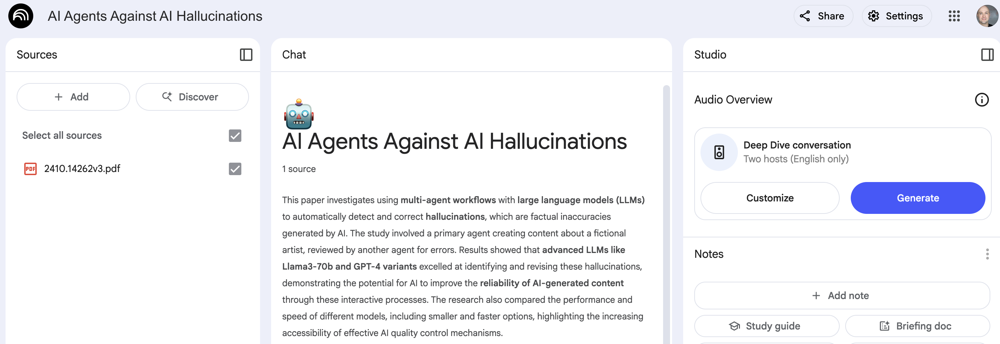 AI Agents Against AI Hallucinations
Share
Settings
Sources
Add
Discover
Select all sources
PDF
2410.14262v3.pdf
Chat
AI Agents Against AI Hallucinations
1 source
This paper investigates using multi-agent workflows with large language models (LLMs)
to automatically detect and correct hallucinations, which are factual inaccuracies
generated by AI. The study involved a primary agent creating content about a fictional
artist, reviewed by another agent for errors. Results showed that advanced LLMs like
Llama3-70b and GPT-4 variants excelled at identifying and revising these hallucinations,
demonstrating the potential for AI to improve the reliability of AI-generated content
through these interactive processes. The research also compared the performance and
speed of different models, including smaller and faster options, highlighting the increasing
accessibility of effective AI quality control mechanisms.
Studio
Audio Overview
Deep Dive conversation
Two hosts (English only)
Customize
Generate
Notes
Add note
Study guide
Briefing doc